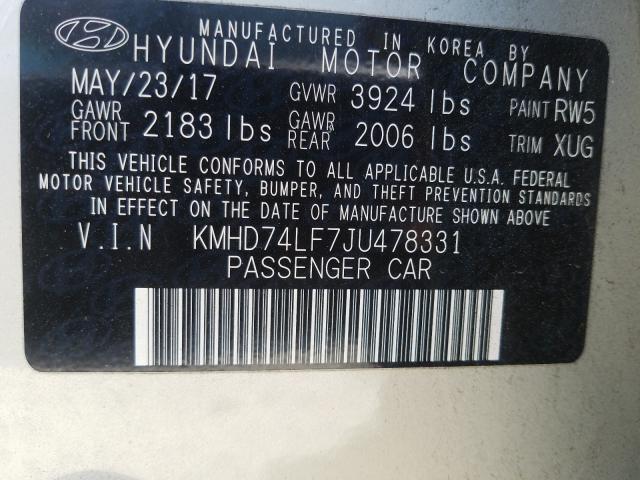 MANUFACTURED IN KOREA BY
HYUNDAI MOTOR COMPANY
MAY/23/17 GVWR 3924 lbs PAINT RW5
GAWR FRONT 2183 lbs GAWR REAR 2006 lbs TRIM XUG
THIS VEHICLE CONFORMS TO ALL APPLICABLE U.S.A. FEDERAL
MOTOR VEHICLE SAFETY, BUMPER, AND THEFT PREVENTION STANDARDS
IN EFFECT ON THE DATE OF MANUFACTURE SHOWN ABOVE
V.I.N KMHD74LF7JU478331
PASSENGER CAR